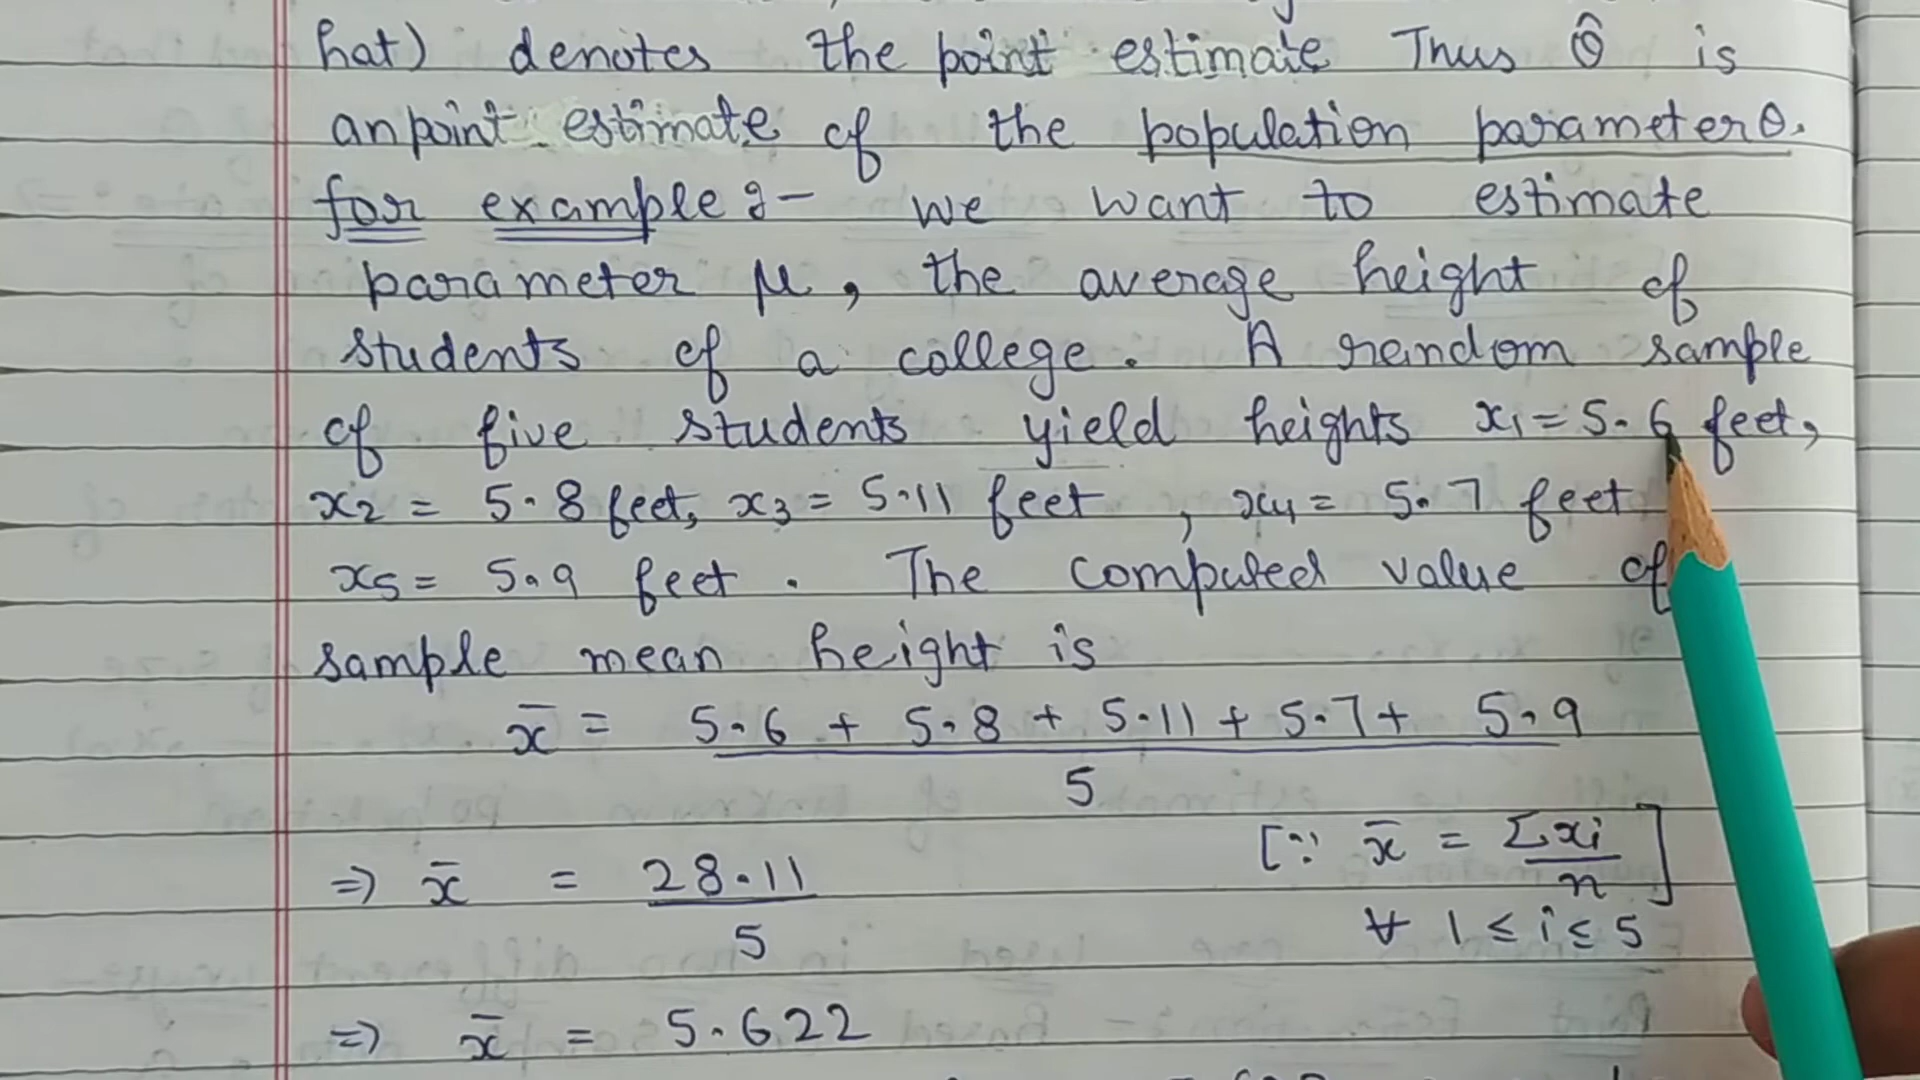 hat) denotes the point estimate Thus θ̂ is
an point estimate of the population parameter θ.
for example :- we want to estimate
parameter μ, the average height of
students of a college. A random sample
of five students yield heights x₁ = 5.6 feet,
x₂ = 5.8 feet, x₃ = 5.11 feet, x₄ = 5.7 feet
x₅ = 5.9 feet. The computed value of
sample mean height is
x̄ = 5.6 + 5.8 + 5.11 + 5.7 + 5.9
5
[∵ x̄ = Σxi / n]
⇒ x̄ = 28.11 / 5
∀ 1 ≤ i ≤ 5
⇒ x̄ = 5.622